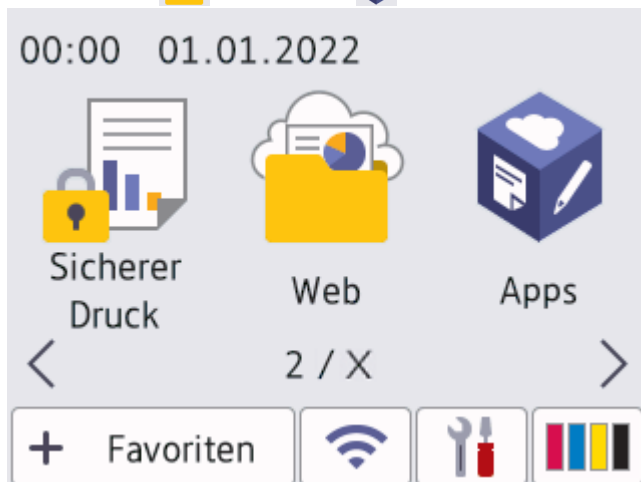 00:00 01.01.2022
Sicherer
Druck
Web
Apps
2 / X
+ Favoriten